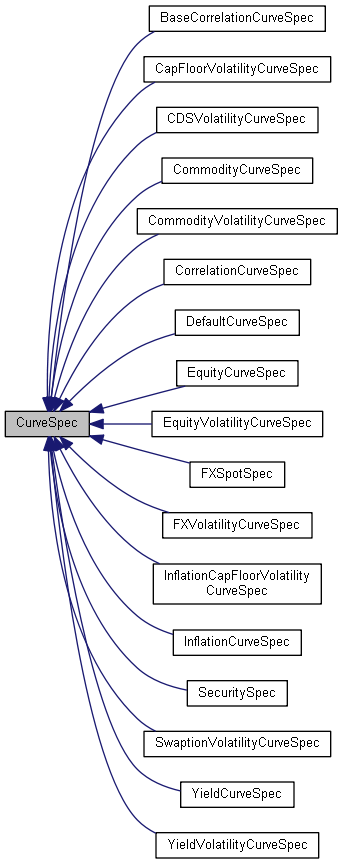 BaseCorrelationCurveSpec
CapFloorVolatilityCurveSpec
CDSVolatilityCurveSpec
CommodityCurveSpec
CommodityVolatilityCurveSpec
CorrelationCurveSpec
DefaultCurveSpec
EquityCurveSpec
CurveSpec
EquityVolatilityCurveSpec
FXSpotSpec
FXVolatilityCurveSpec
InflationCapFloorVolatility
CurveSpec
InflationCurveSpec
SecuritySpec
SwaptionVolatilityCurveSpec
YieldCurveSpec
YieldVolatilityCurveSpec